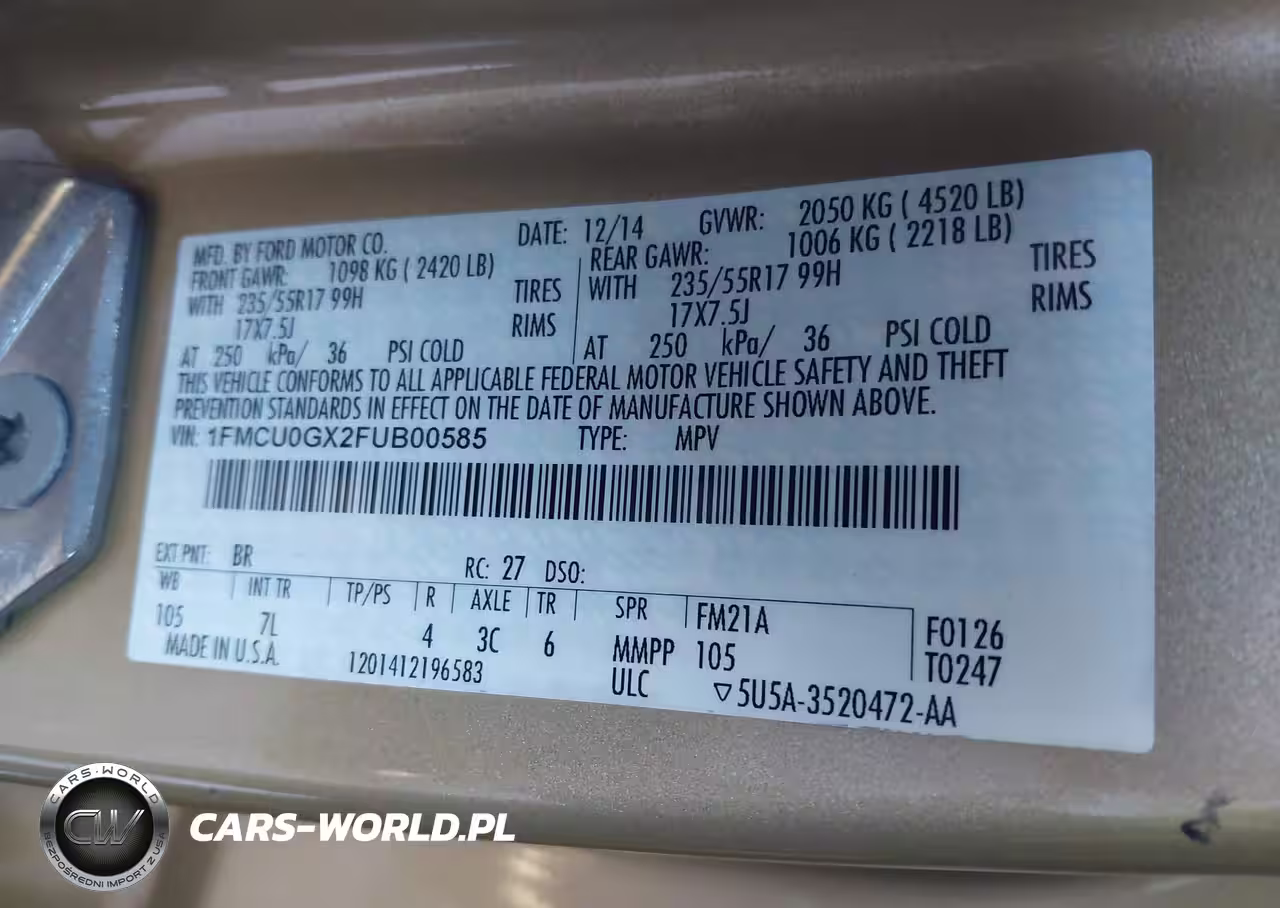 MFD. BY FORD MOTOR CO. DATE: 12/14 GVWR: 2050 KG ( 4520 LB)
FRONT GAWR: 1098 KG ( 2420 LB) REAR GAWR: 1006 KG ( 2218 LB)
WITH 235/55R17 99H TIRES WITH 235/55R17 99H TIRES
17X7.5J RIMS 17X7.5J RIMS
AT 250 kPa/ 36 PSI COLD AT 250 kPa/ 36 PSI COLD
THIS VEHICLE CONFORMS TO ALL APPLICABLE FEDERAL MOTOR VEHICLE SAFETY AND THEFT
PREVENTION STANDARDS IN EFFECT ON THE DATE OF MANUFACTURE SHOWN ABOVE.
VIN: 1FMCU0GX2FUB00585 TYPE: MPV
EXT PNT: BR RC: 27 DSO:
WB INT TR TP/PS R AXLE TR SPR FM21A F0126
105 7L 4 3C 6 MMPP 105 T0247
MADE IN U.S.A. 1201412196583 ULC ▽5U5A-3520472-AA
CARS-WORLD
CW
BEZPOŚREDNI IMPORT Z USA
CARS-WORLD.PL